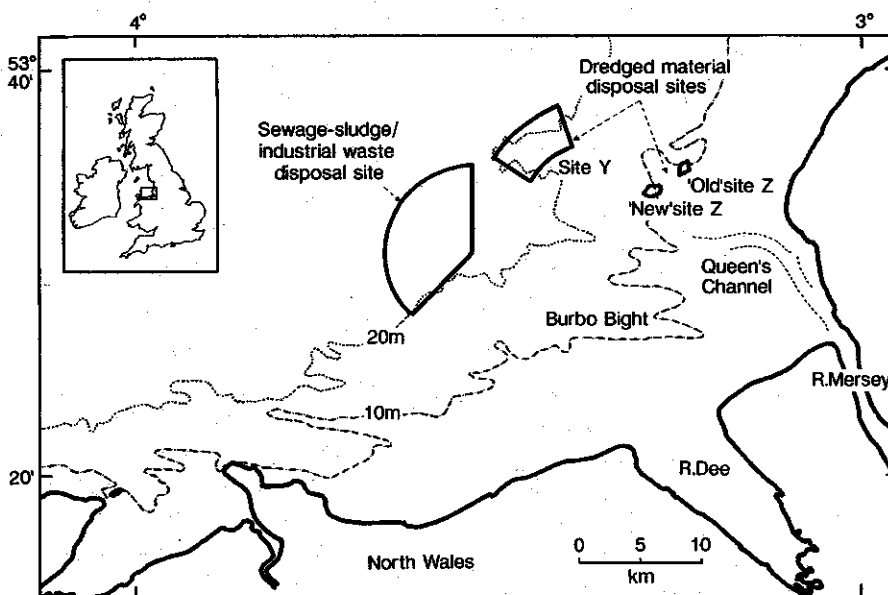 4°
3°
53°
40'
Dredged material
disposal sites
Sewage-sludge/
industrial waste
disposal site
Site Y
'Old' site Z
'New' site Z
Queen's
Channel
Burbo Bight
20m
R.Mersey
10m
20'
R.Dee
0 5 10
km
North Wales